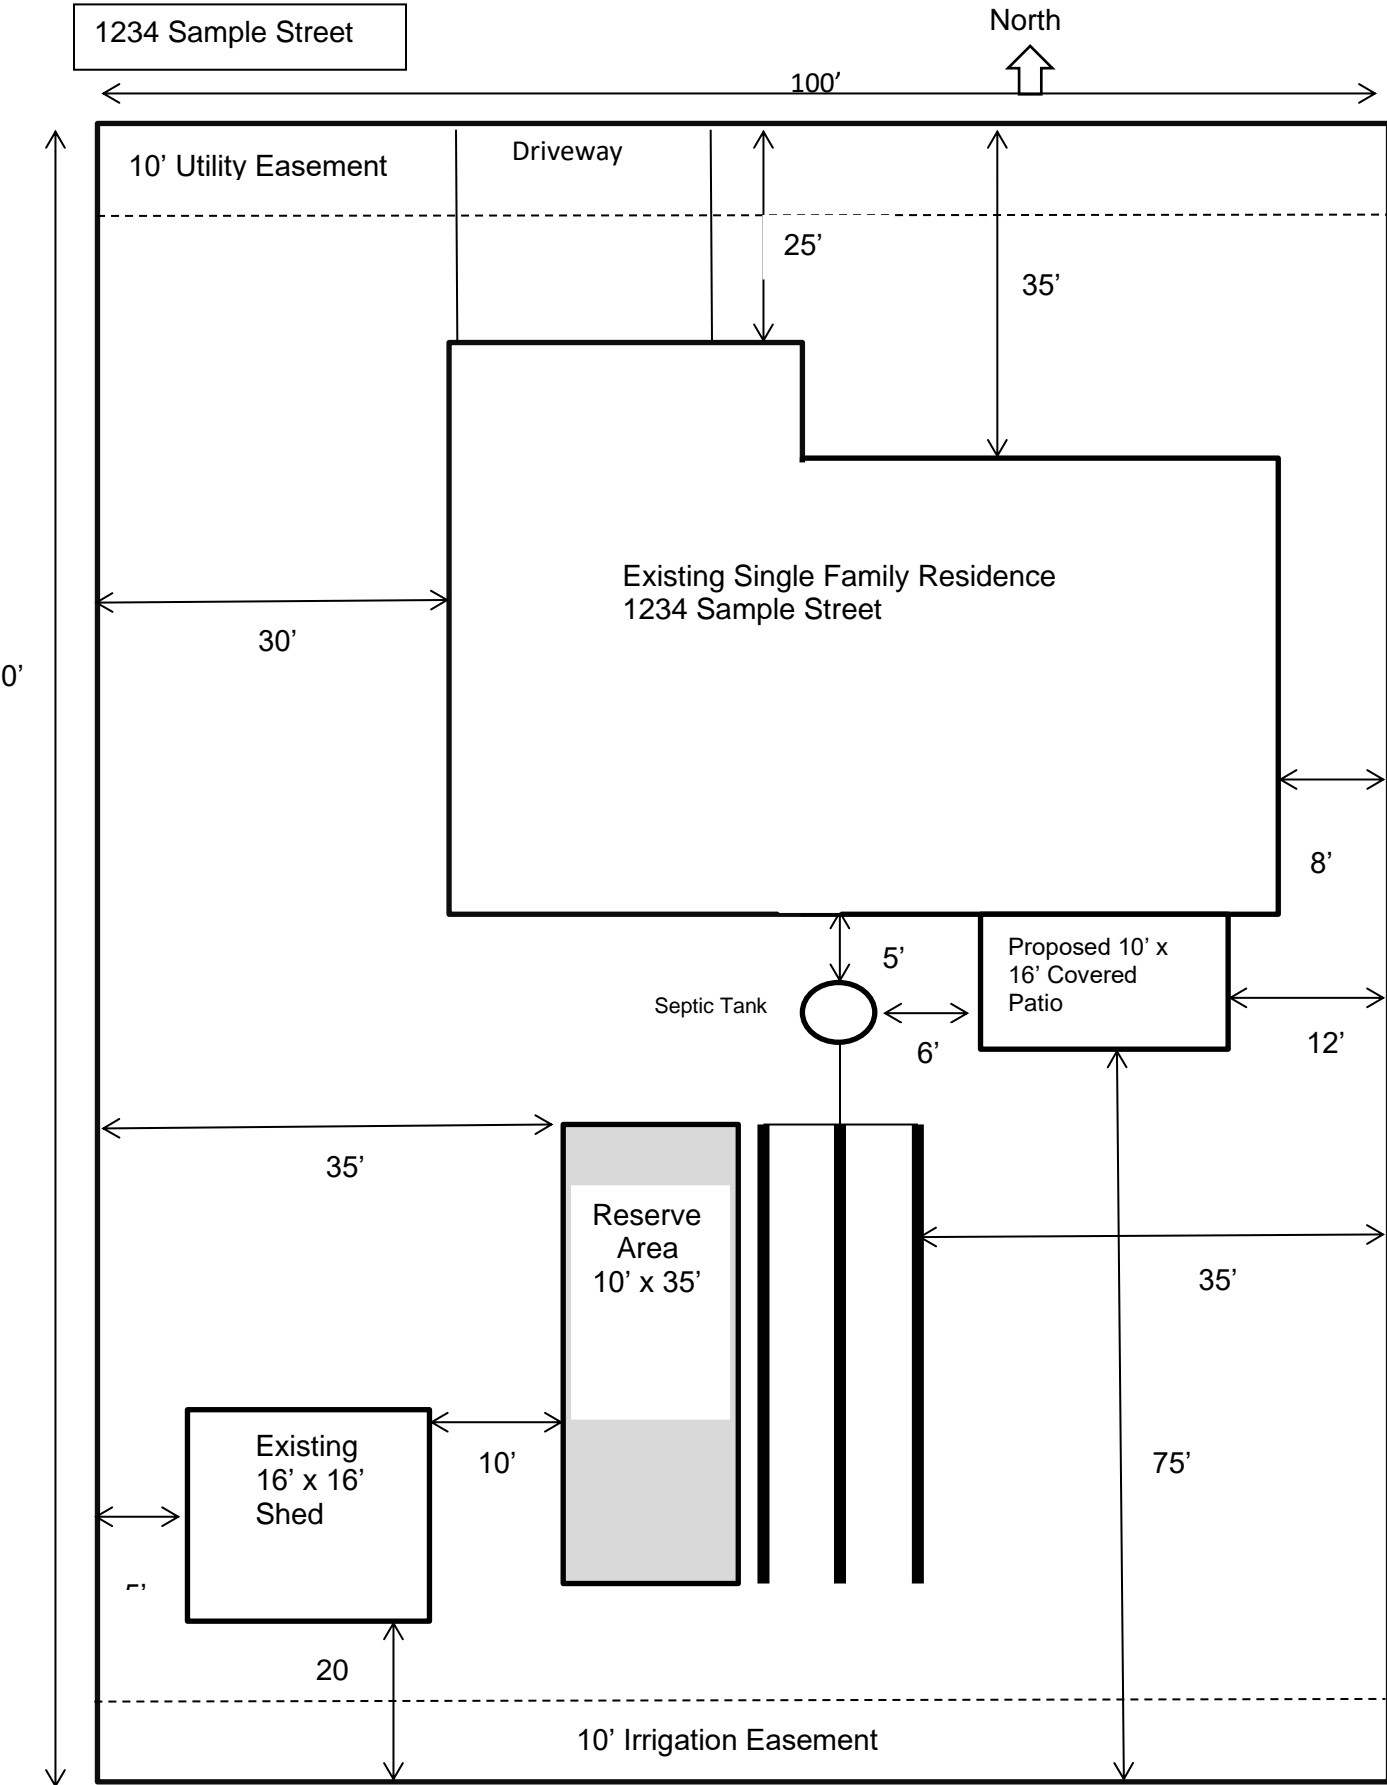 1234 Sample Street
North
100’
10’ Utility Easement
Driveway
25’
35’
Existing Single Family Residence
1234 Sample Street
30’
0’
8’
5’
Proposed 10’ x
16’ Covered
Patio
Septic Tank
6’
12’
35’
Reserve
Area
10’ x 35’
35’
Existing
16’ x 16’
Shed
10’
75’
20
10’ Irrigation Easement